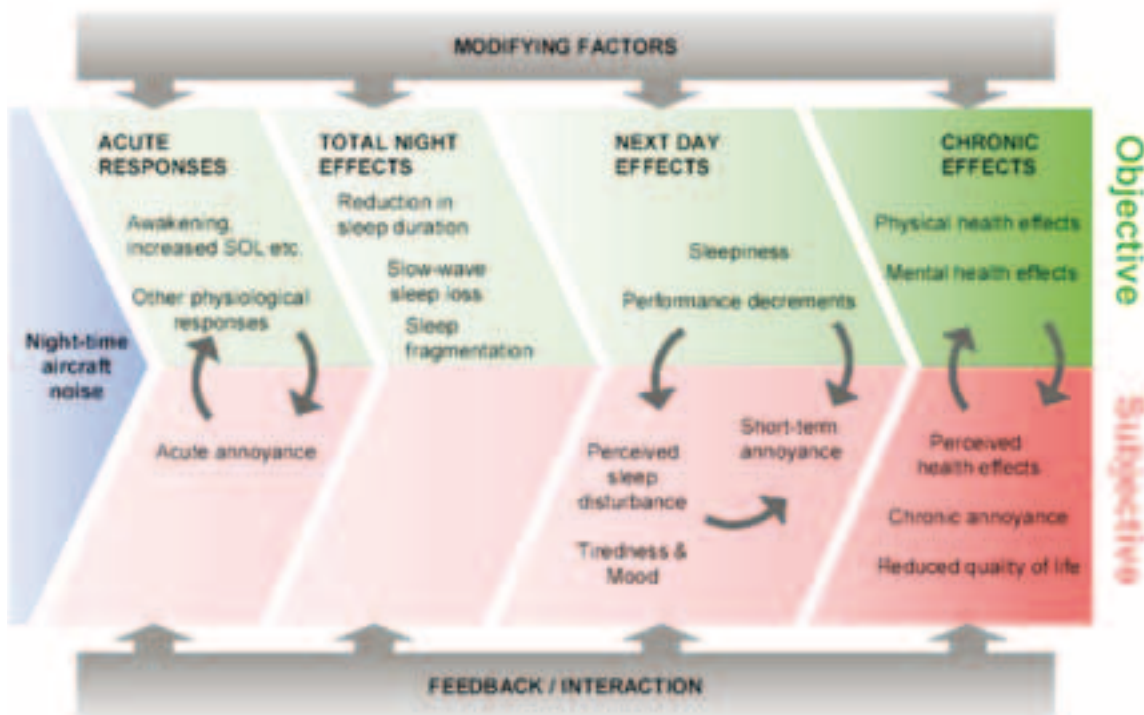 MODIFYING FACTORS
ACUTE
RESPONSES
Awakening,
increased SOL etc.
Other physiological
responses
Acute annoyance
Night-time
aircraft
noise
TOTAL NIGHT
EFFECTS
Reduction in
sleep duration
Slow-wave
sleep loss
Sleep
fragmentation
NEXT DAY
EFFECTS
Sleepiness
Performance decrements
Perceived
sleep
disturbance
Tiredness &
Mood
Short-term
annoyance
CHRONIC
EFFECTS
Physical health effects
Mental health effects
Perceived
health effects
Chronic annoyance
Reduced quality of life
Objective
Subjective
FEEDBACK / INTERACTION